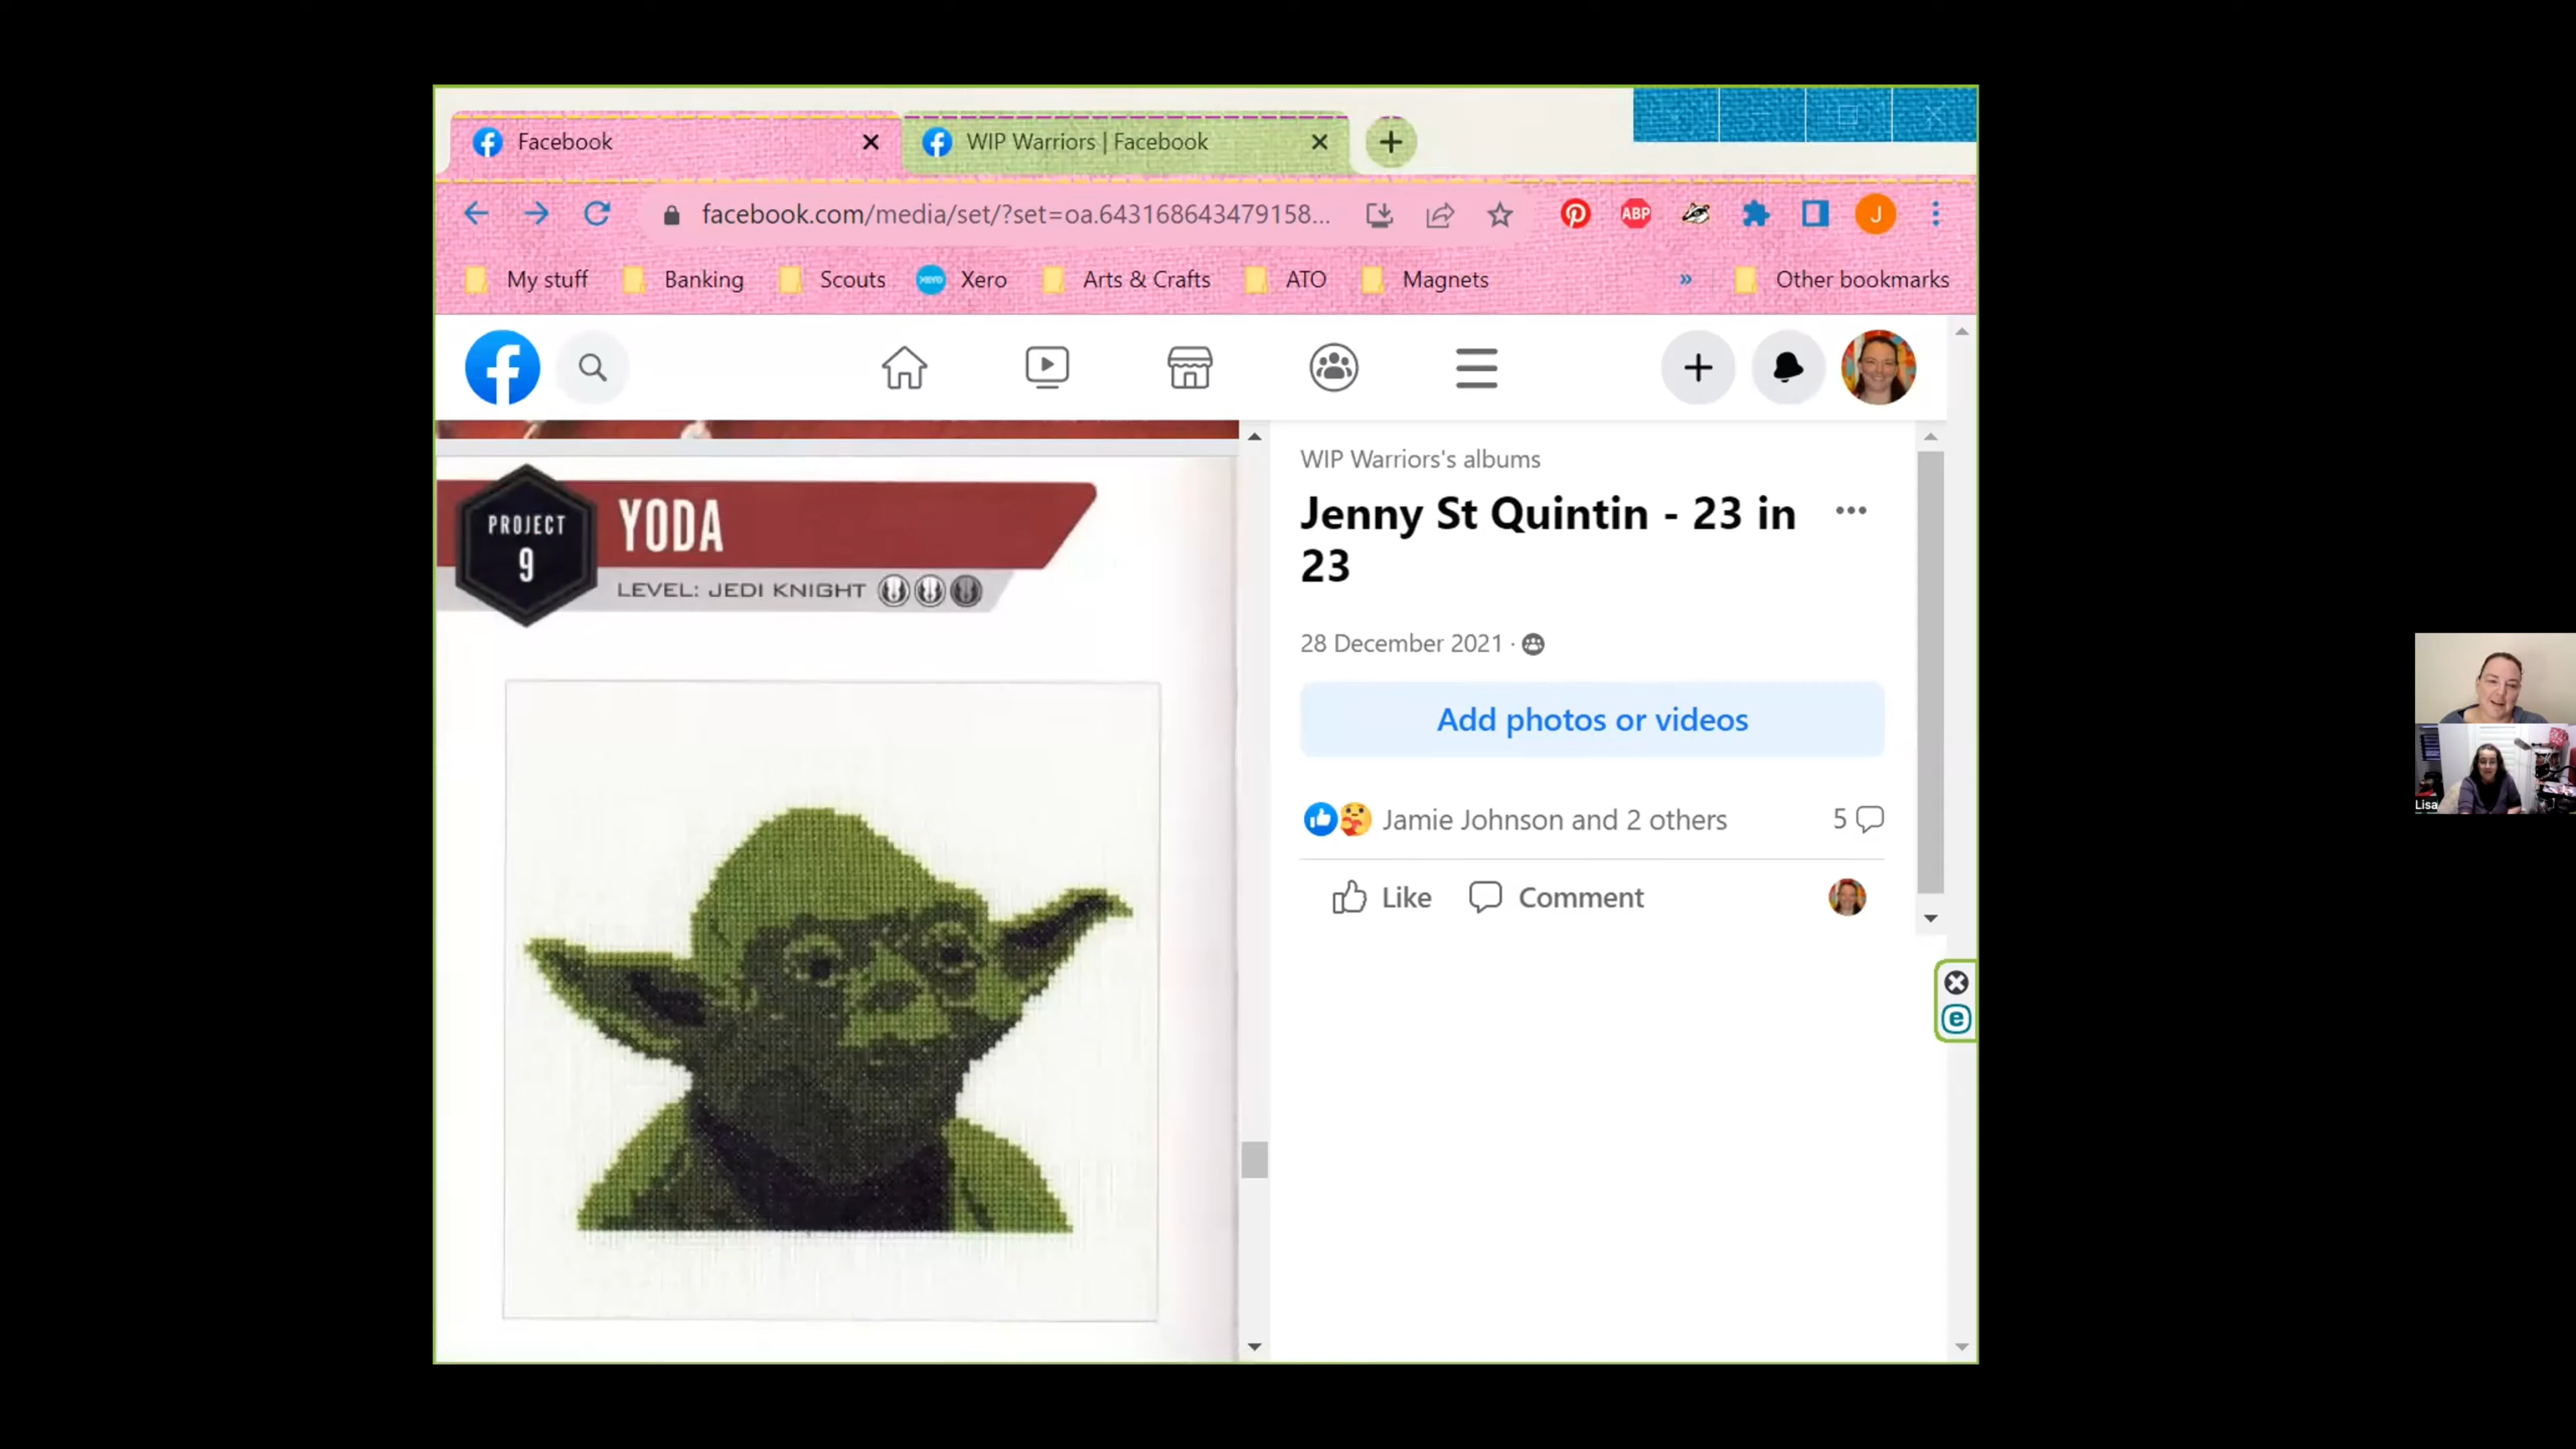 Facebook
WIP Warriors | Facebook
facebook.com/media/set/?set=oa.643168643479158...
ABP
J
My stuff
Banking
Scouts
xero
Xero
Arts & Crafts
ATO
Magnets
»
Other bookmarks
PROJECT
9
YODA
LEVEL: JEDI KNIGHT
WIP Warriors's albums
Jenny St Quintin - 23 in
23
28 December 2021 ·
Add photos or videos
Jamie Johnson and 2 others
5
Like
Comment
Lisa